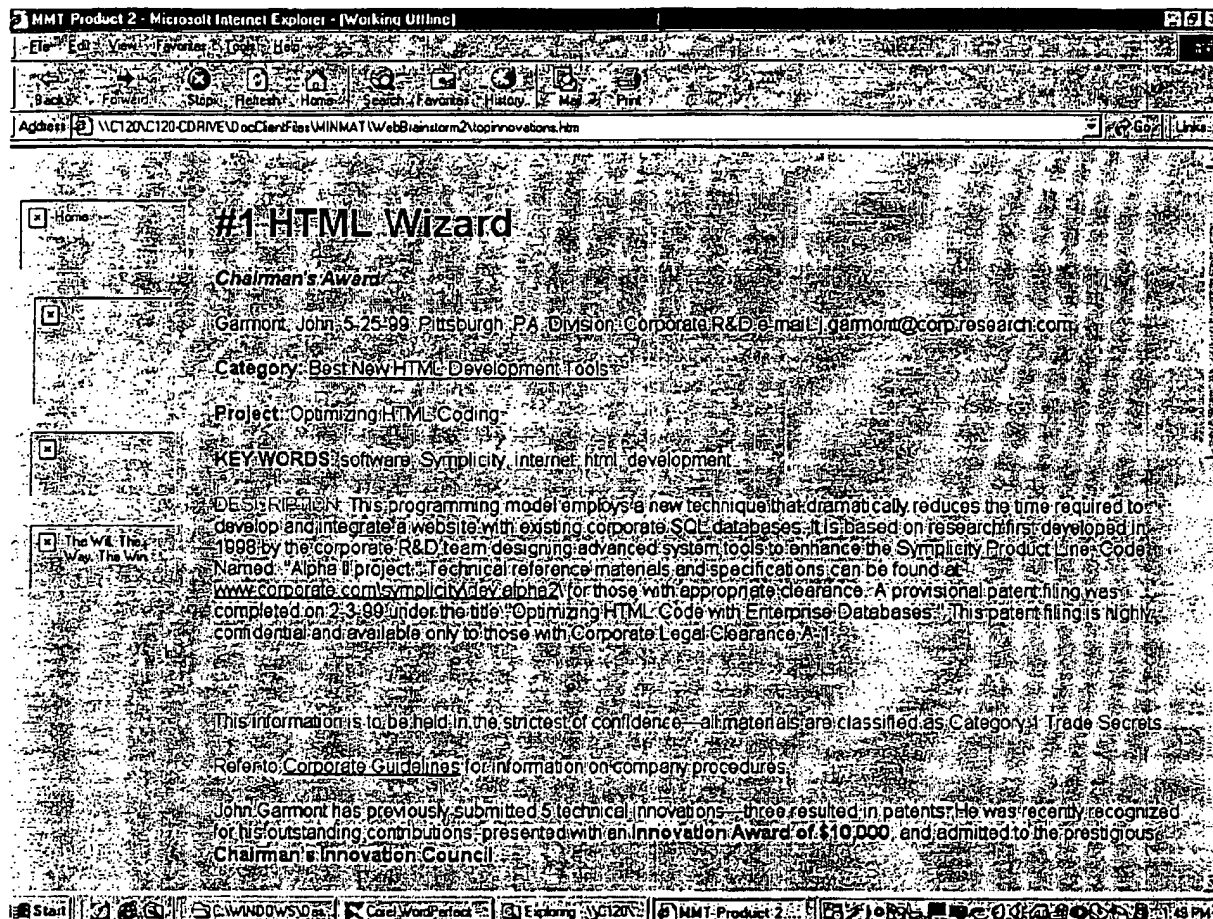 MMT Product 2 - Microsoft Internet Explorer - [Working Offline]
File Edit View Favorites Tools Help
Back Forward Stop Refresh Home Search Favorites History Mail Print
Address \\C120\C120-CDRIVE\DocClientFiles\MINMAT\WebBrainstorm2\topinnovations.htm Go Links
Home
#1 HTML Wizard
Chairman's Award
Garmont, John 5-25-99 Pittsburgh, PA Division: Corporate R&D e-mail: j.garmont@corp.research.com
Category: Best New HTML Development Tools
Project: Optimizing HTML Coding
KEY WORDS: software, Symplicity, internet, html, development
DESCRIPTION: This programming model employs a new technique that dramatically reduces the time required to
develop and integrate a website with existing corporate SQL databases. It is based on research first developed in
1998 by the corporate R&D team designing advanced system tools to enhance the Symplicity Product Line, Code
Named: "Alpha II project." Technical reference materials and specifications can be found at
www.corporate.com\symplicity\dev.alpha2\ for those with appropriate clearance. A provisional patent filing was
completed on 2-3-99 under the title "Optimizing HTML Code with Enterprise Databases." This patent filing is highly
confidential and available only to those with Corporate Legal Clearance A-1.
The Will. The
Way. The Win
This information is to be held in the strictest of confidence—all materials are classified as Category 1 Trade Secrets
Refer to Corporate Guidelines for information on company procedures
John Garmont has previously submitted 5 technical innovations—three resulted in patents. He was recently recognized
for his outstanding contributions, presented with an Innovation Award of $10,000, and admitted to the prestigious
Chairman's Innovation Council
Start C:\WINDOWS\Des... Corel WordPerfect Exploring - \\C120\... MMT Product 2... PM